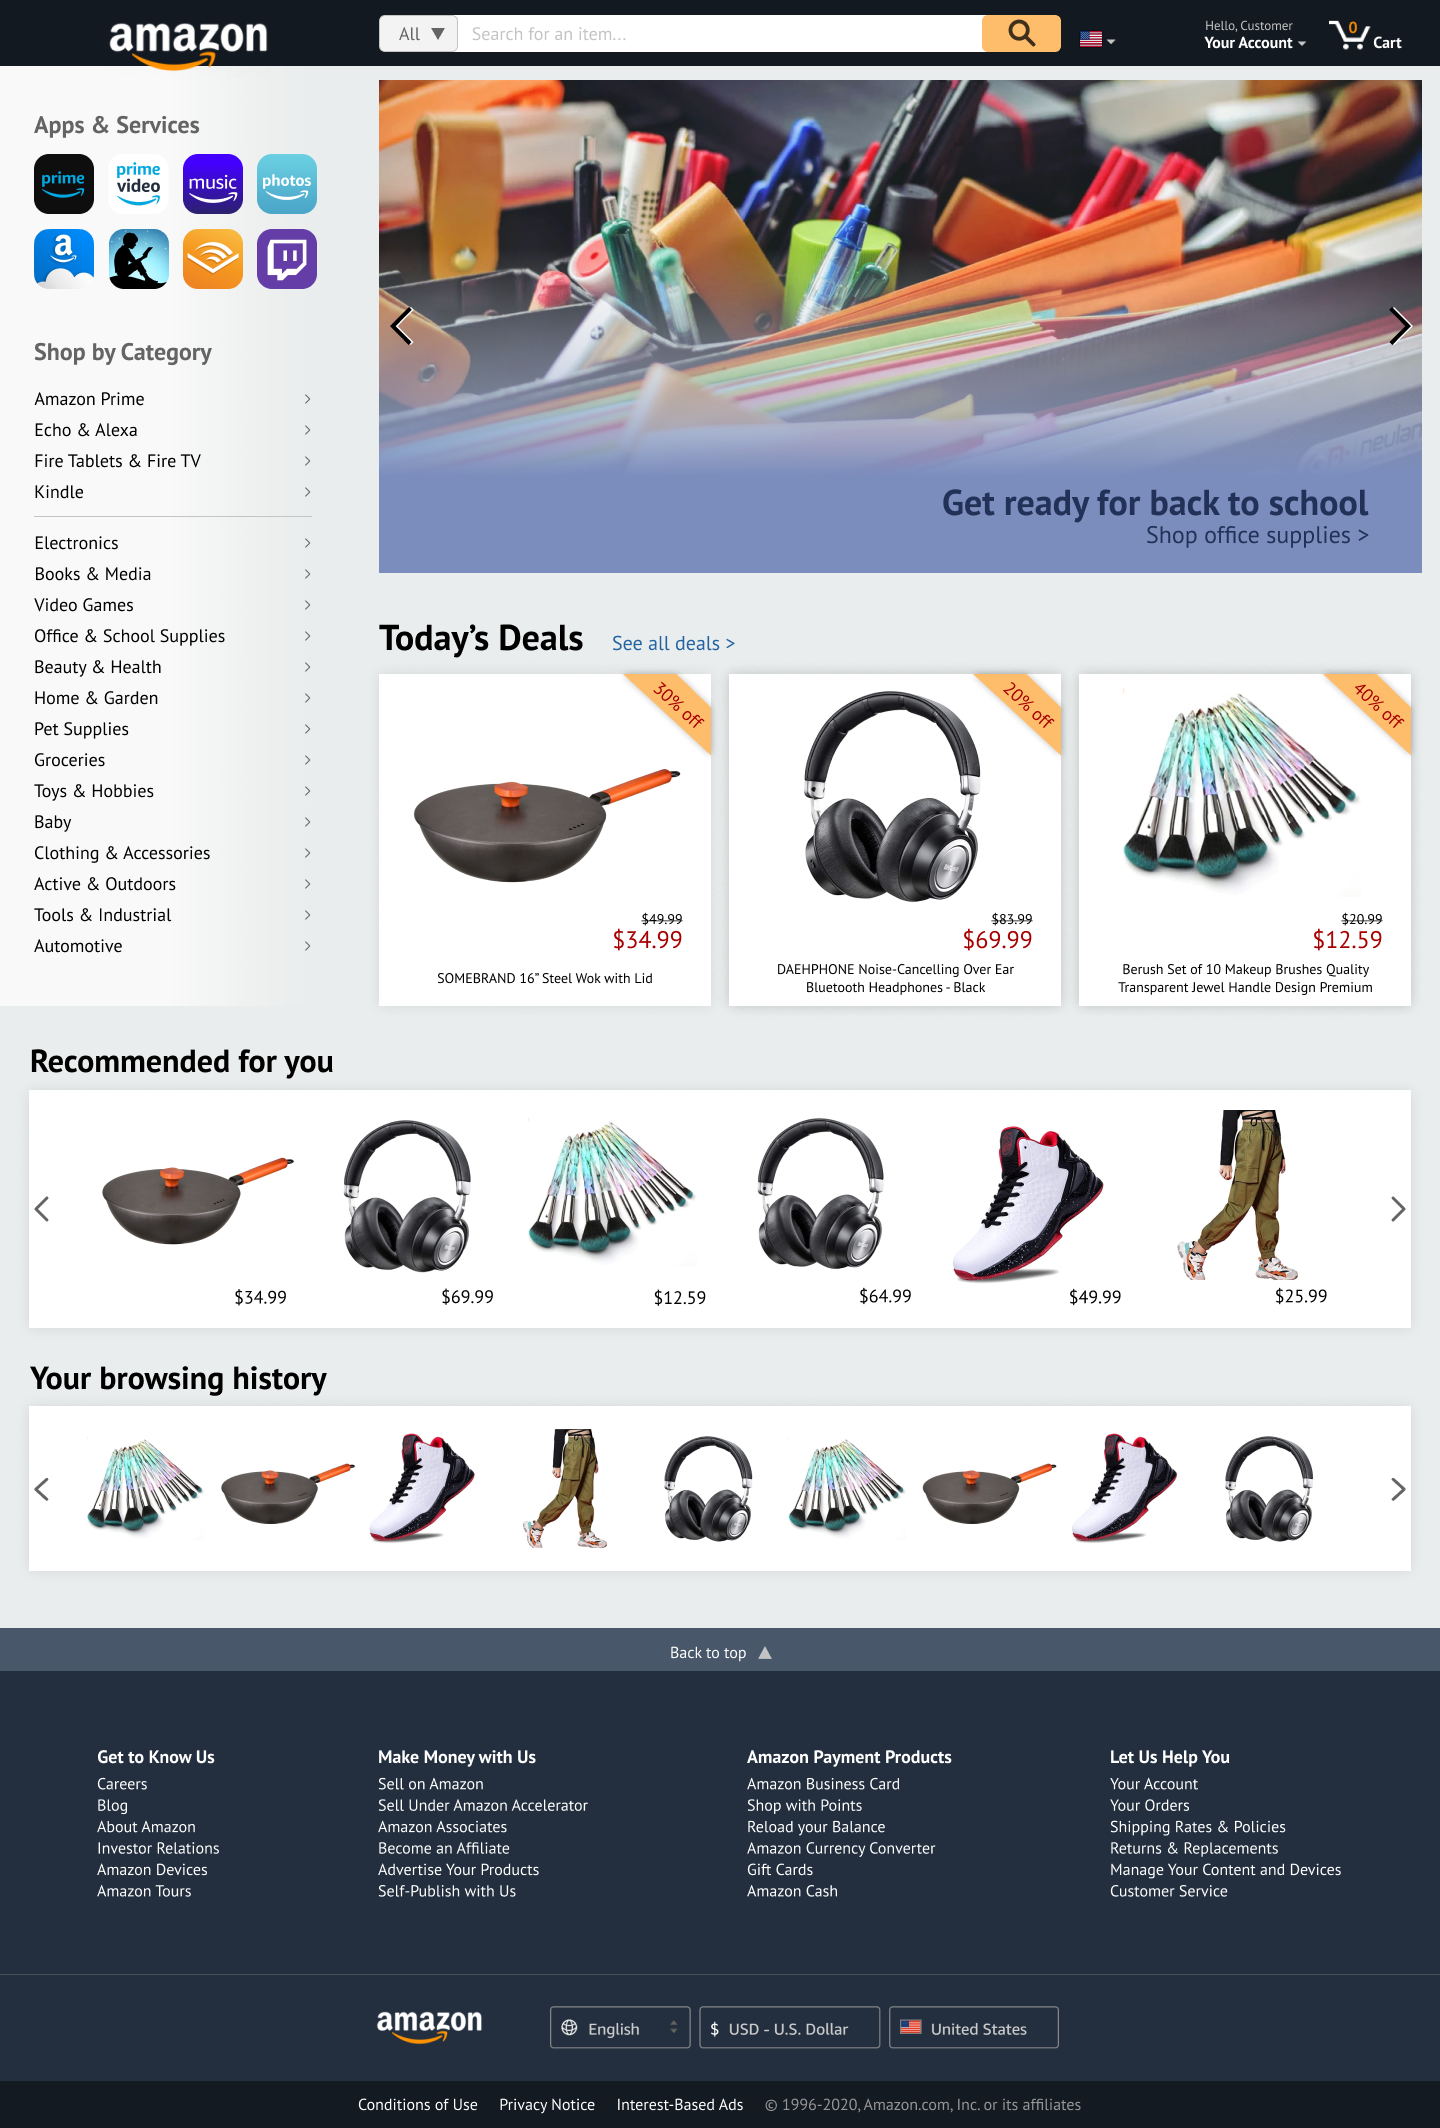 amazon
All ▼
Search for an item...
Hello, Customer
Your Account
0
Cart
Apps & Services
prime
prime video
music
photos
a
Shop by Category
Amazon Prime
Echo & Alexa
Fire Tablets & Fire TV
Kindle
Electronics
Books & Media
Video Games
Office & School Supplies
Beauty & Health
Home & Garden
Pet Supplies
Groceries
Toys & Hobbies
Baby
Clothing & Accessories
Active & Outdoors
Tools & Industrial
Automotive
Get ready for back to school
Shop office supplies >
Today’s Deals
See all deals >
30% off
$49.99
$34.99
SOMEBRAND 16” Steel Wok with Lid
20% off
$83.99
$69.99
DAEHPHONE Noise-Cancelling Over Ear
Bluetooth Headphones - Black
40% off
$20.99
$12.59
Berush Set of 10 Makeup Brushes Quality
Transparent Jewel Handle Design Premium
Recommended for you
$34.99
$69.99
$12.59
$64.99
$49.99
$25.99
Your browsing history
Back to top ▲
Get to Know Us
Careers
Blog
About Amazon
Investor Relations
Amazon Devices
Amazon Tours
Make Money with Us
Sell on Amazon
Sell Under Amazon Accelerator
Amazon Associates
Become an Affiliate
Advertise Your Products
Self-Publish with Us
Amazon Payment Products
Amazon Business Card
Shop with Points
Reload your Balance
Amazon Currency Converter
Gift Cards
Amazon Cash
Let Us Help You
Your Account
Your Orders
Shipping Rates & Policies
Returns & Replacements
Manage Your Content and Devices
Customer Service
amazon
English
$ USD - U.S. Dollar
United States
Conditions of Use
Privacy Notice
Interest-Based Ads
© 1996-2020, Amazon.com, Inc. or its affiliates